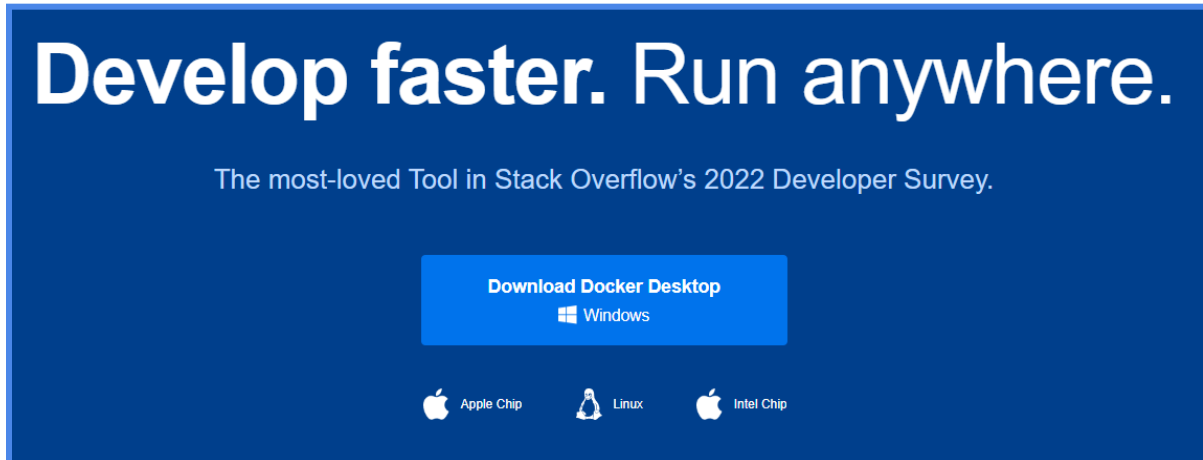 Develop faster. Run anywhere.
The most-loved Tool in Stack Overflow’s 2022 Developer Survey.
Download Docker Desktop
Windows
Apple Chip Linux Intel Chip